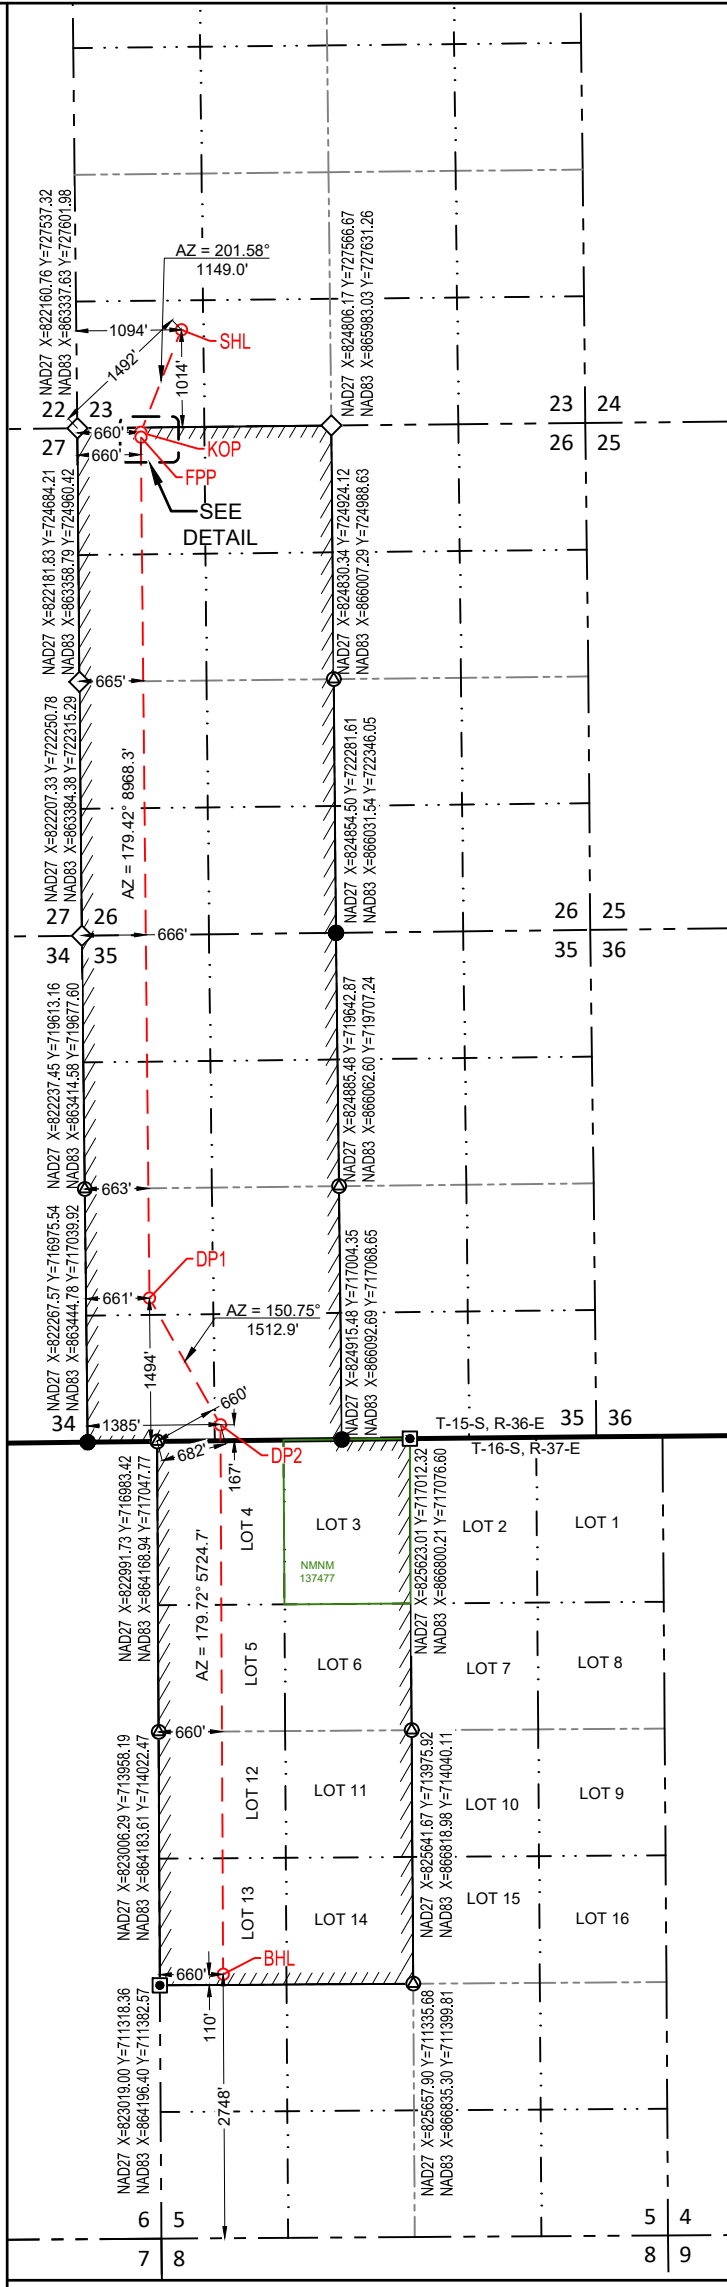 NAD27 X=822160.76 Y=727537.32
NAD83 X=863337.63 Y=727601.98
AZ = 201.58°
1149.0'
NAD27 X=824806.17 Y=727566.67
NAD83 X=865983.03 Y=727631.26
1094'
SHL
1492'
1014'
22 23
27
23 24
26 25
660'
KOP
660'
FPP
SEE
DETAIL
NAD27 X=822181.83 Y=724684.21
NAD83 X=863358.79 Y=724960.42
NAD27 X=824830.34 Y=724924.12
NAD83 X=866007.29 Y=724988.63
665'
NAD27 X=822207.33 Y=722250.78
NAD83 X=863384.38 Y=722315.29
AZ = 179.42° 8968.3'
NAD27 X=824854.50 Y=722281.61
NAD83 X=866031.54 Y=722346.05
27 26
34 35
666'
26 25
35 36
NAD27 X=822237.45 Y=719613.16
NAD83 X=863414.58 Y=719677.60
NAD27 X=824885.48 Y=719642.87
NAD83 X=866062.60 Y=719707.24
663'
NAD27 X=822267.57 Y=716975.54
NAD83 X=863444.78 Y=717039.92
DP1
661'
AZ = 150.75°
1512.9'
1494'
NAD27 X=824915.48 Y=717004.35
NAD83 X=866092.69 Y=717068.65
660'
34
1385'
T-15-S, R-36-E
35 36
T-16-S, R-37-E
682'
167'
DP2
NAD27 X=822991.73 Y=716983.42
NAD83 X=864168.94 Y=717047.77
LOT 4
LOT 3
NMNM
137477
NAD27 X=825623.01 Y=717012.32
NAD83 X=866800.21 Y=717076.60
LOT 2
LOT 1
AZ = 179.72° 5724.7'
LOT 5
LOT 6
LOT 7
LOT 8
660'
NAD27 X=823006.29 Y=713958.19
NAD83 X=864183.61 Y=714022.47
LOT 12
LOT 11
NAD27 X=825641.67 Y=713975.92
NAD83 X=866818.98 Y=714040.11
LOT 10
LOT 9
LOT 13
LOT 14
LOT 15
LOT 16
BHL
660'
110'
NAD27 X=823019.00 Y=711318.36
NAD83 X=864196.40 Y=711382.57
2748'
NAD27 X=825657.90 Y=711335.68
NAD83 X=866835.30 Y=711399.81
6 5
7 8
5 4
8 9